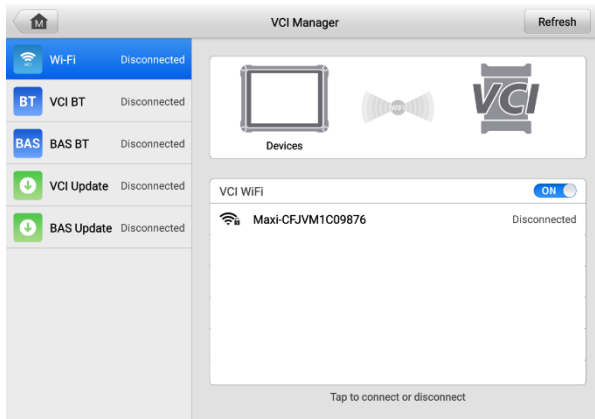 M
VCI Manager
Refresh
Wi-Fi Disconnected
BT VCI BT Disconnected
BAS BAS BT Disconnected
VCI Update Disconnected
BAS Update Disconnected
WiFi
VCI
Devices
VCI WiFi ON
Maxi-CFJVM1C09876 Disconnected
Tap to connect or disconnect